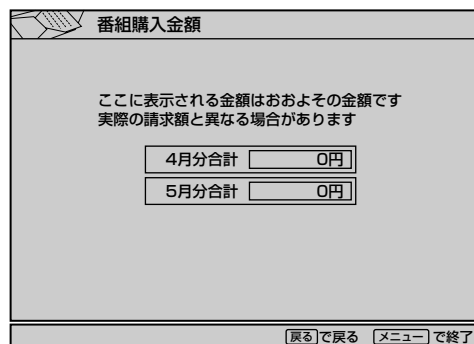 番組購入金額
ここに表示される金額はおおよその金額です
実際の請求額と異なる場合があります
4月分合計 0円
5月分合計 0円
戻るで戻る メニューで終了